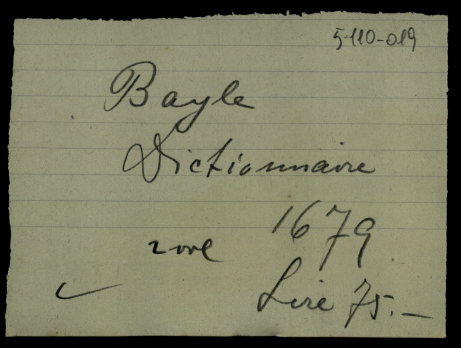 5-110-019
Bayle
Dictionnaire
1679
2 vol
Lire 75.—